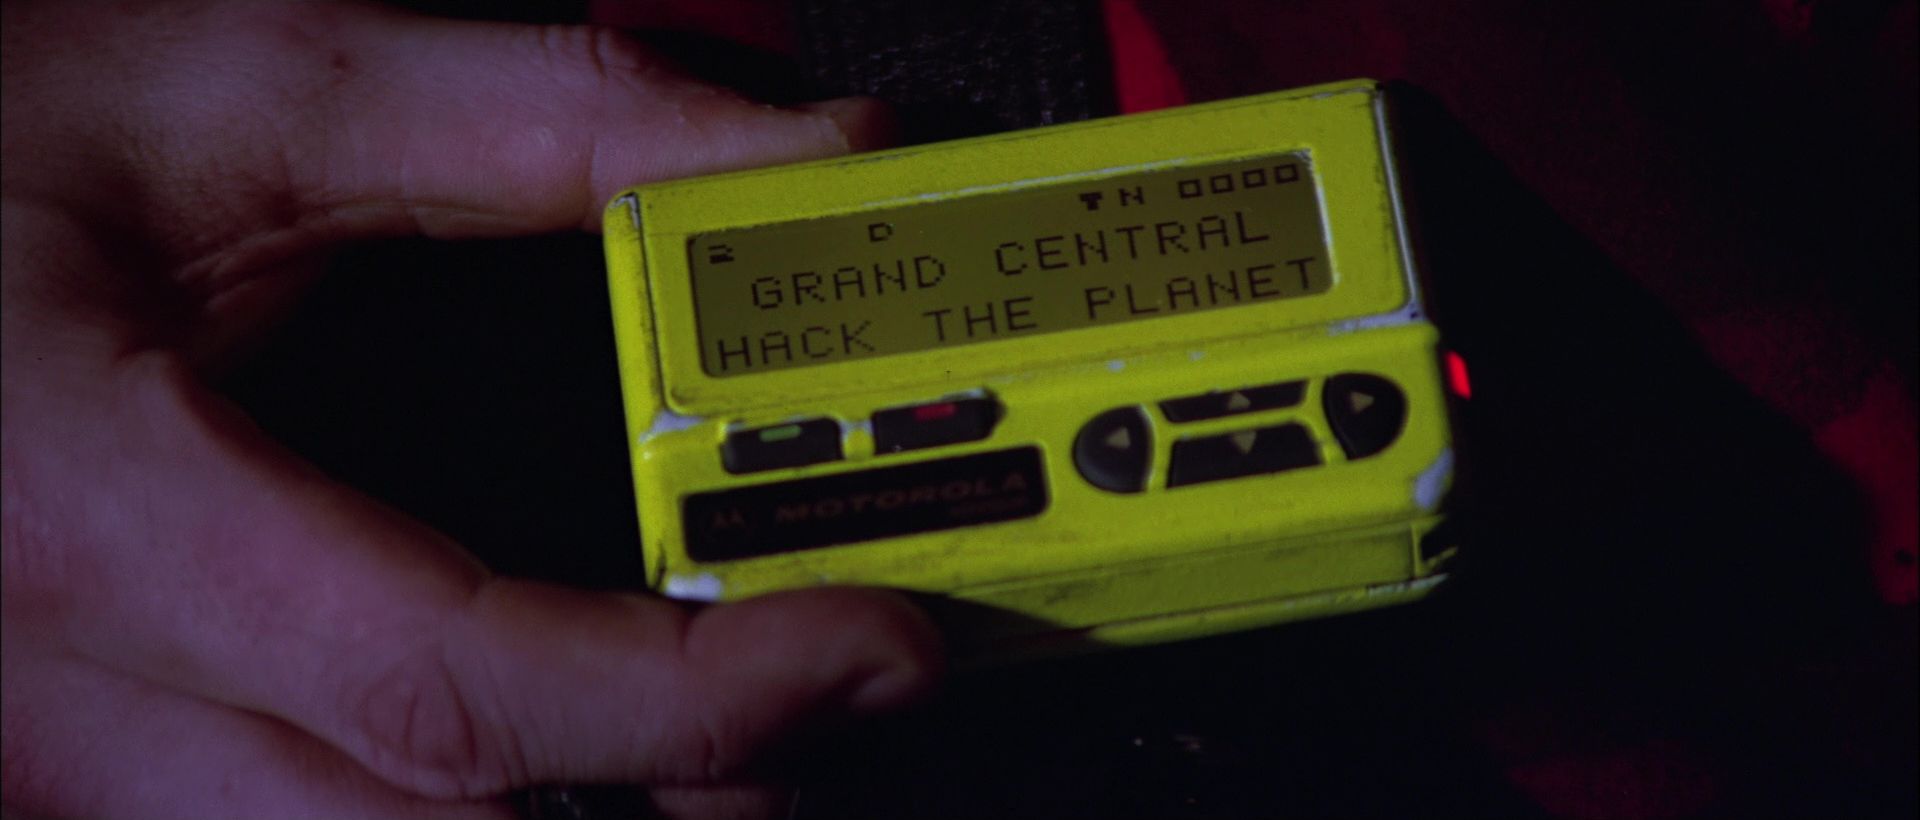 D T N
GRAND CENTRAL
HACK THE PLANET
MOTOROLA